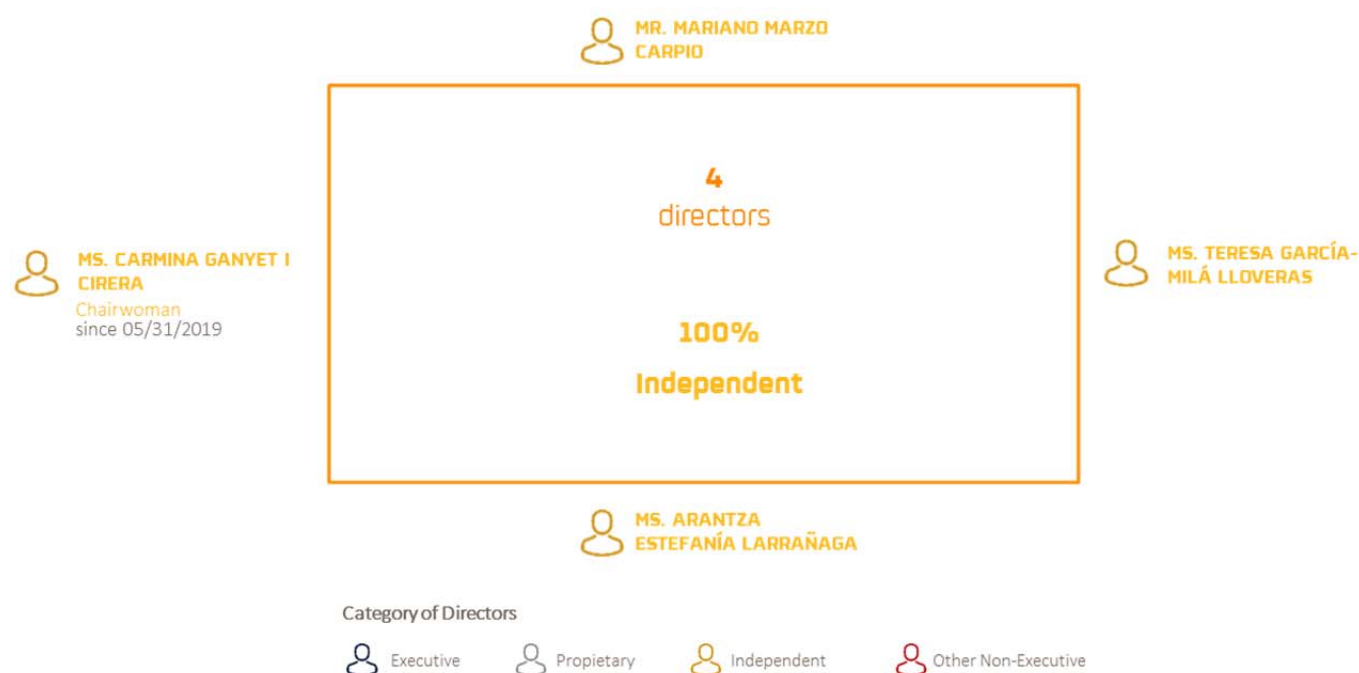 MR. MARIANO MARZO
CARPIO
4
directors
MS. CARMINA GANYET I
CIRERA
Chairwoman
since 05/31/2019
MS. TERESA GARCÍA-
MILÁ LLOVERAS
100%
Independent
MS. ARANTZA
ESTEFANÍA LARRAÑAGA
Category of Directors
Executive
Propietary
Independent
Other Non-Executive